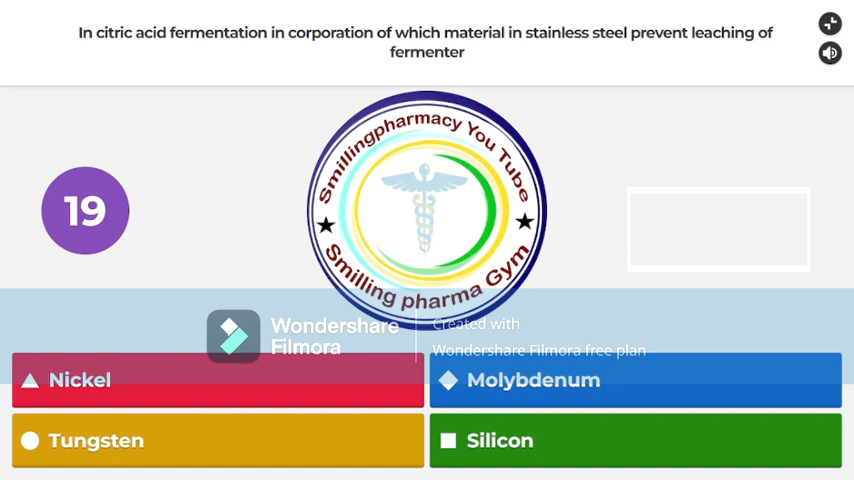 In citric acid fermentation in corporation of which material in stainless steel prevent leaching of
fermenter
Smillingpharmacy You Tube
19
Smilling pharma Gym
Wondershare
Filmora
Created with
Wondershare Filmora free plan
Nickel
Molybdenum
Tungsten
Silicon